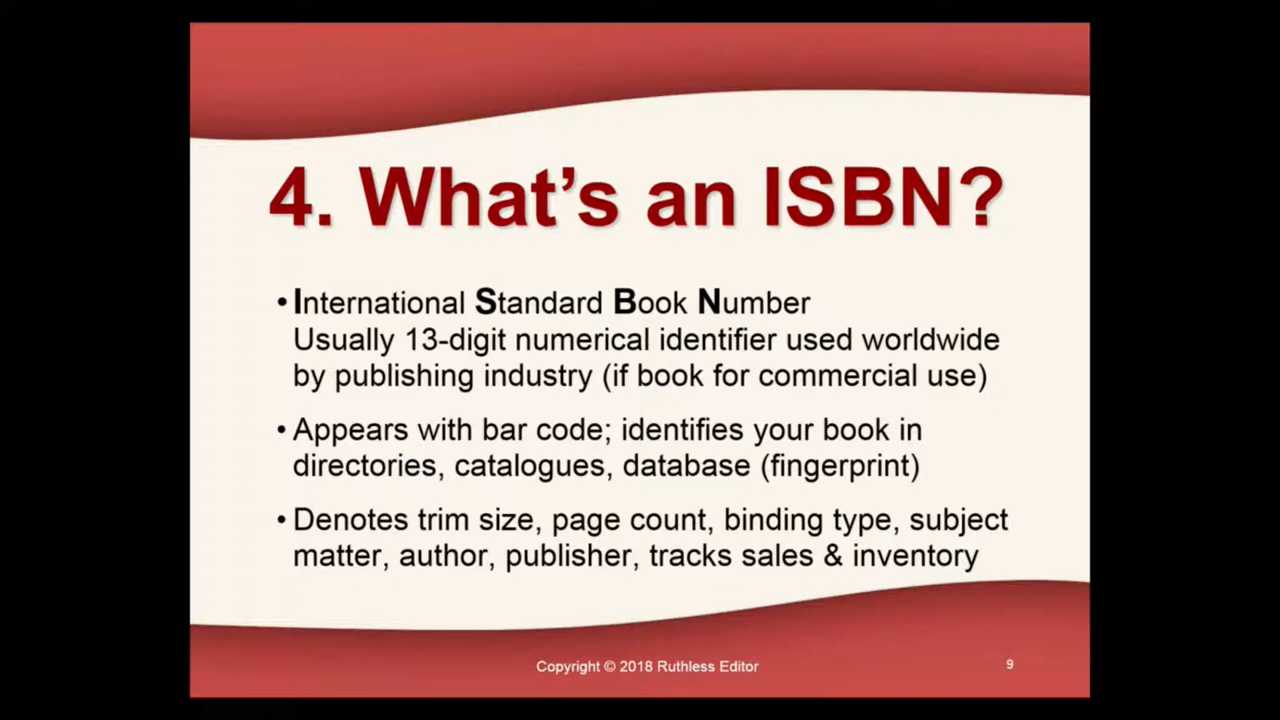 4. What’s an ISBN?
• International Standard Book Number
Usually 13-digit numerical identifier used worldwide
by publishing industry (if book for commercial use)
• Appears with bar code; identifies your book in
directories, catalogues, database (fingerprint)
• Denotes trim size, page count, binding type, subject
matter, author, publisher, tracks sales & inventory
Copyright © 2018 Ruthless Editor
9